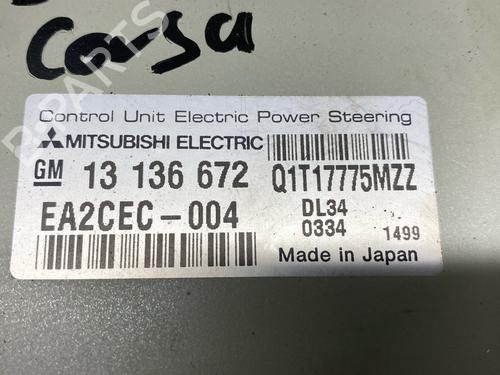 Corsa
Control Unit Electric Power Steering
MITSUBISHI ELECTRIC
GM 13 136 672 Q1T17775MZZ
EA2CEC-004 DL34
0334 1499
Made in Japan